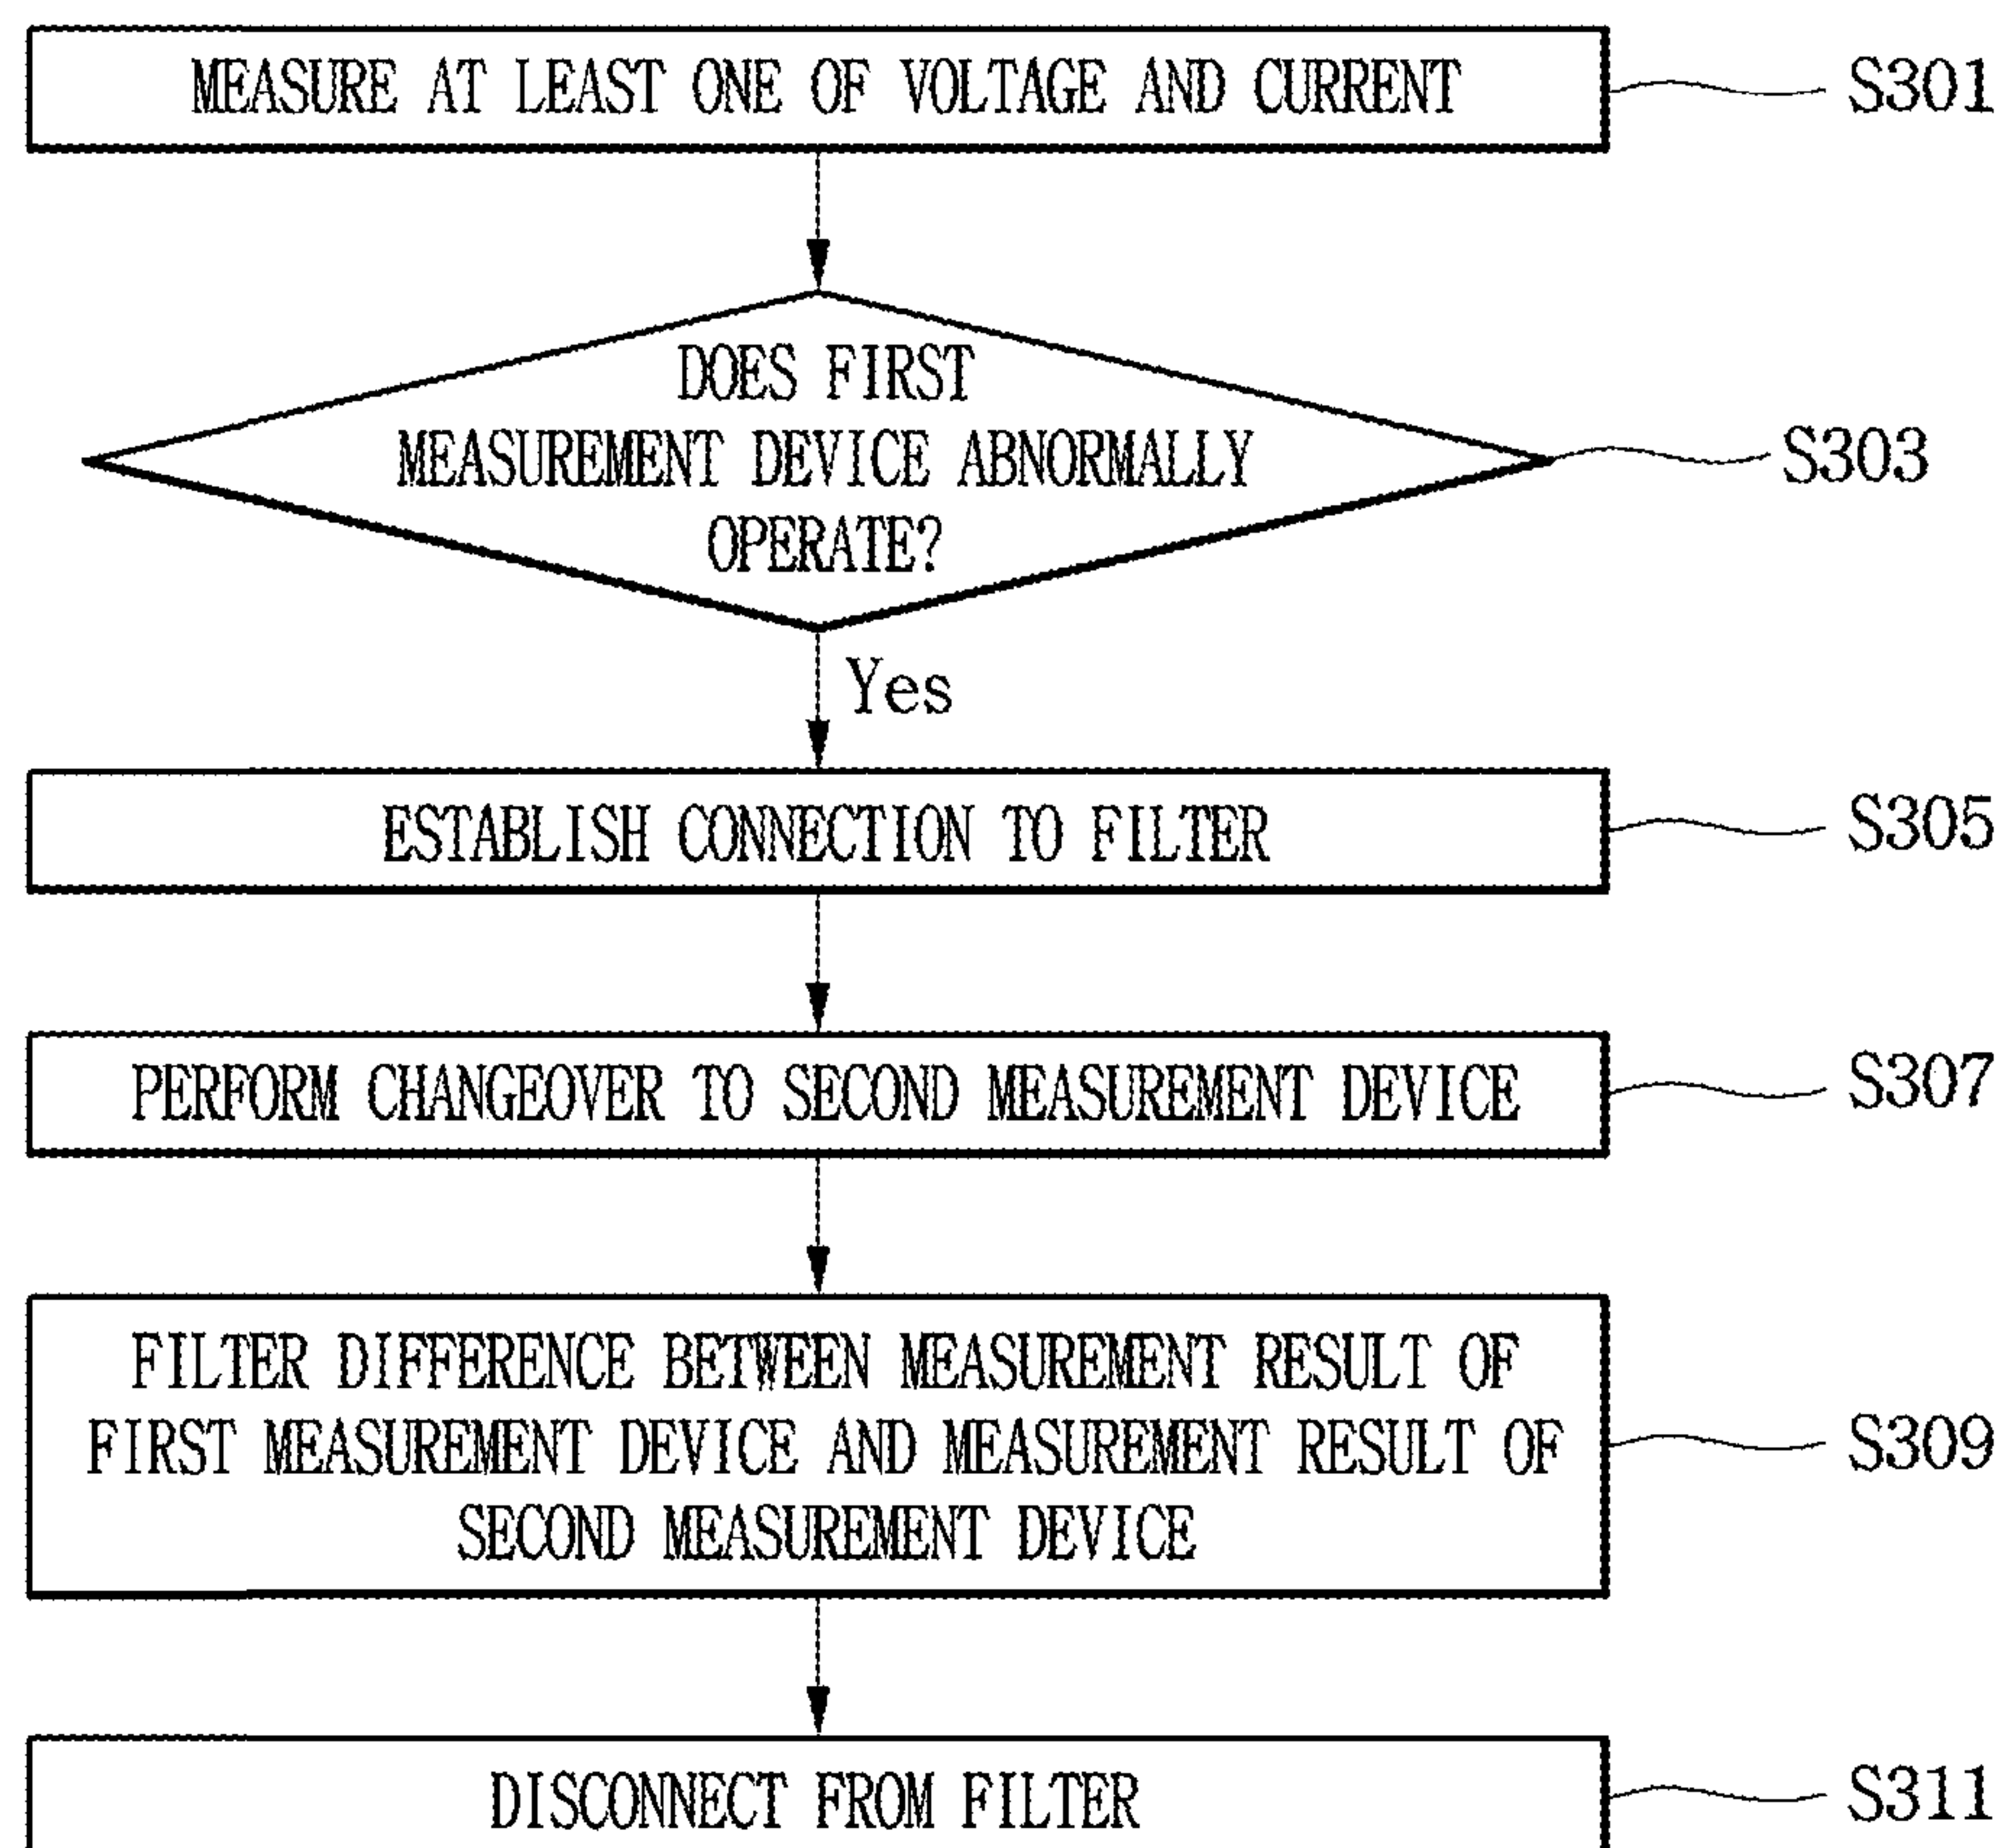 MEASURE AT LEAST ONE OF VOLTAGE AND CURRENT
S301
DOES FIRST
MEASUREMENT DEVICE ABNORMALLY
OPERATE?
S303
Yes
ESTABLISH CONNECTION TO FILTER
S305
PERFORM CHANGEOVER TO SECOND MEASUREMENT DEVICE
S307
FILTER DIFFERENCE BETWEEN MEASUREMENT RESULT OF
FIRST MEASUREMENT DEVICE AND MEASUREMENT RESULT OF
SECOND MEASUREMENT DEVICE
S309
DISCONNECT FROM FILTER
S311